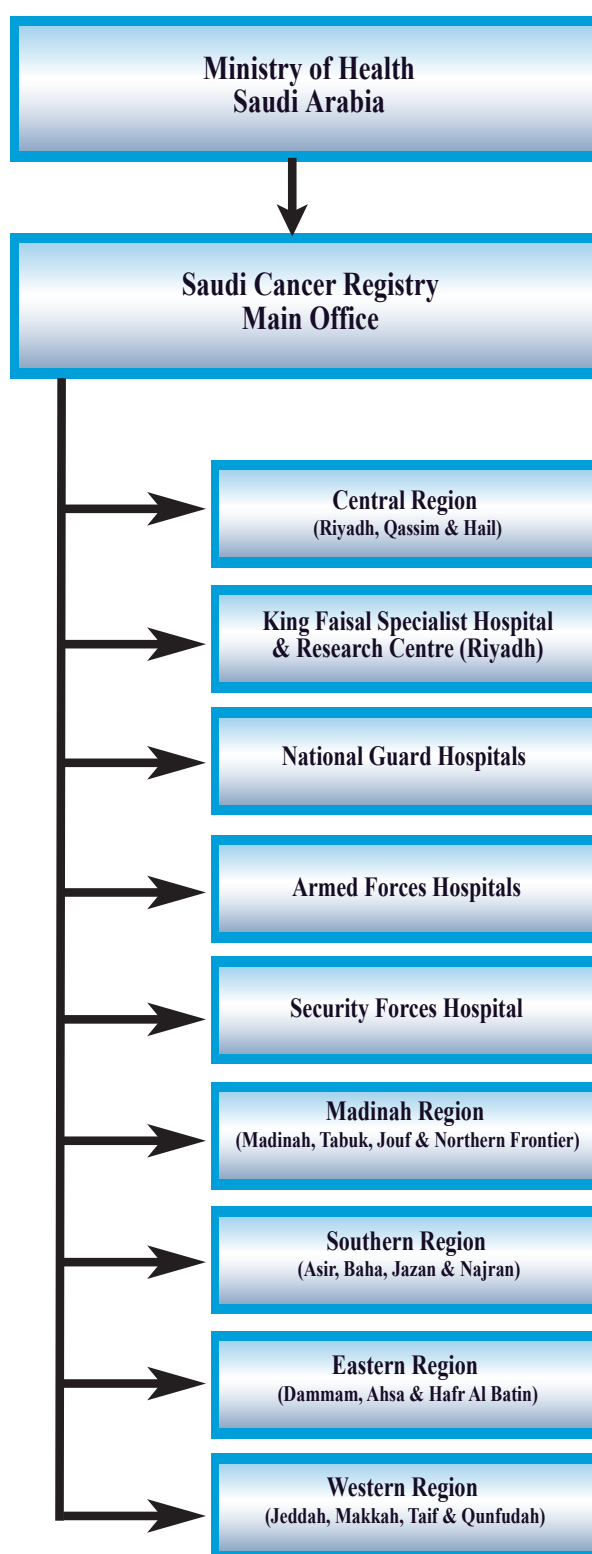 Ministry of Health
Saudi Arabia
Saudi Cancer Registry
Main Office
Central Region
(Riyadh, Qassim & Hail)
King Faisal Specialist Hospital
& Research Centre (Riyadh)
National Guard Hospitals
Armed Forces Hospitals
Security Forces Hospital
Madinah Region
(Madinah, Tabuk, Jouf & Northern Frontier)
Southern Region
(Asir, Baha, Jazan & Najran)
Eastern Region
(Dammam, Ahsa & Hafr Al Batin)
Western Region
(Jeddah, Makkah, Taif & Qunfudah)